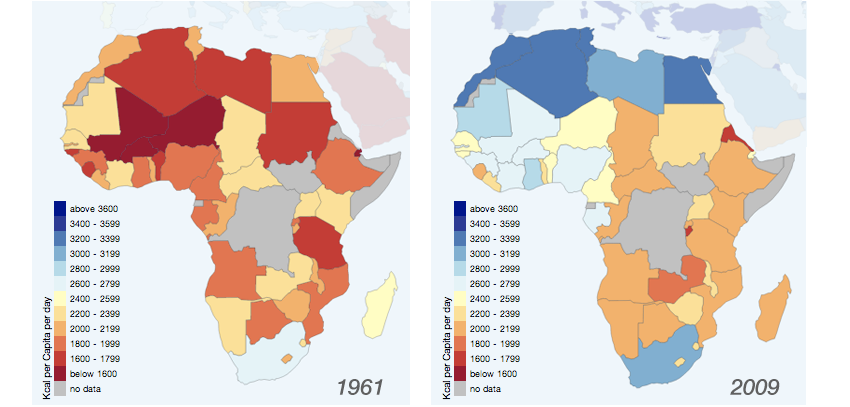 above 3600
3400 - 3599
3200 - 3399
3000 - 3199
2800 - 2999
2600 - 2799
2400 - 2599
2200 - 2399
2000 - 2199
1800 - 1999
1600 - 1799
below 1600
no data
Kcal per Capita per day
1961
above 3600
3400 - 3599
3200 - 3399
3000 - 3199
2800 - 2999
2600 - 2799
2400 - 2599
2200 - 2399
2000 - 2199
1800 - 1999
1600 - 1799
below 1600
no data
Kcal per Capita per day
2009